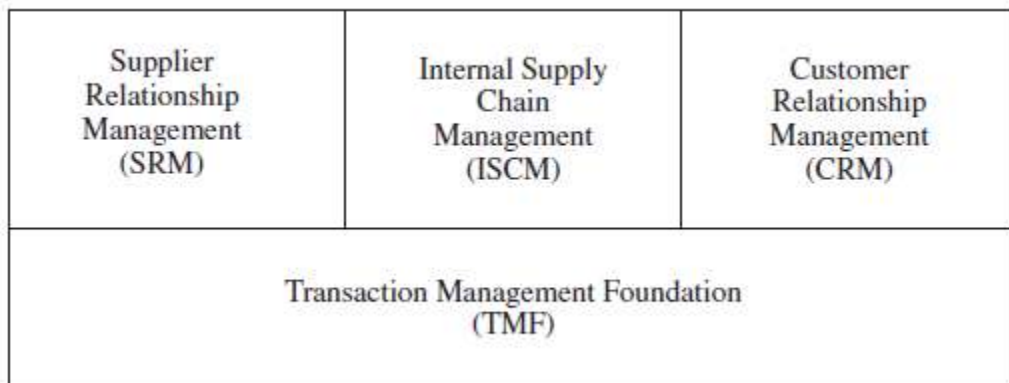 Supplier
Relationship
Management
(SRM)
Internal Supply
Chain
Management
(ISCM)
Customer
Relationship
Management
(CRM)
Transaction Management Foundation
(TMF)